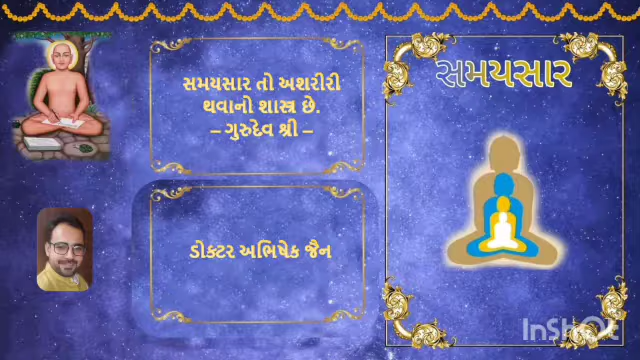 સમયસાર તો અશરીરી
થવાનો શાસ્ત્ર છે.
– ગુરુદેવ શ્રી –
ડોક્ટર અભિષેક જૈન
સમયસાર
InShOt